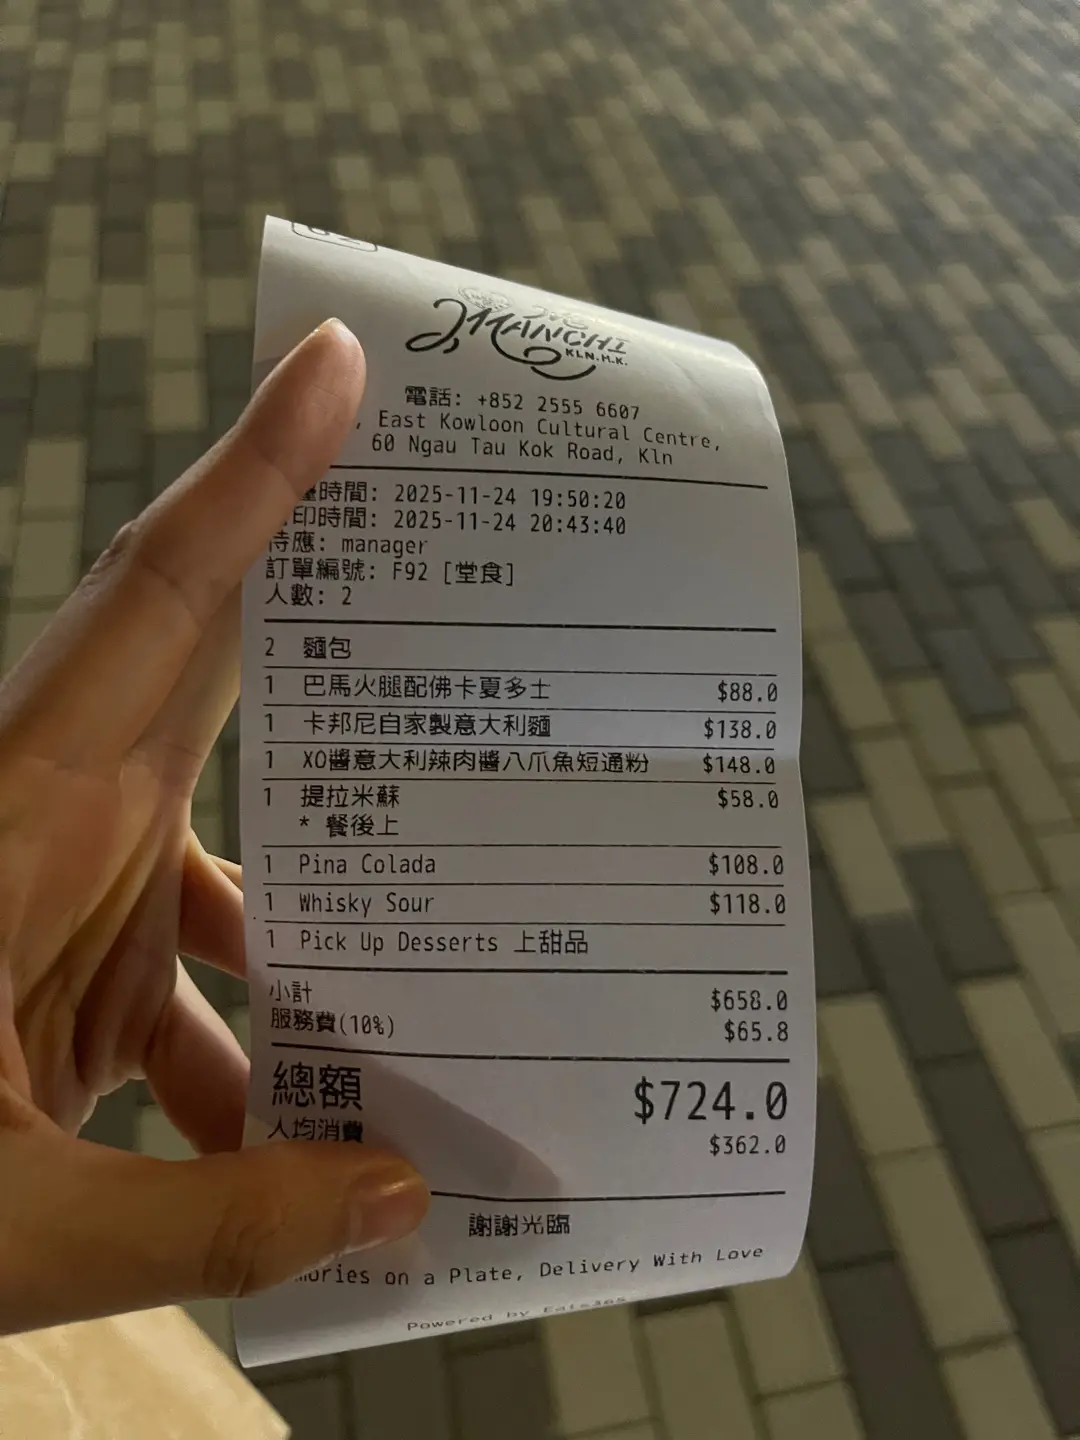 MANCHI
KLN.H.K.
電話: +852 2555 6607
, East Kowloon Cultural Centre,
60 Ngau Tau Kok Road, Kln
時間: 2025-11-24 19:50:20
印時間: 2025-11-24 20:43:40
侍應: manager
訂單編號: F92 [堂食]
人數: 2
2 麵包
1 巴馬火腿配佛卡夏多士 $88.0
1 卡邦尼自家製意大利麵 $138.0
1 XO醬意大利辣肉醬八爪魚短通粉 $148.0
1 提拉米蘇 $58.0
* 餐後上
1 Pina Colada $108.0
1 Whisky Sour $118.0
1 Pick Up Desserts 上甜品
小計 $658.0
服務費(10%) $65.8
總額 $724.0
人均消費 $362.0
謝謝光臨
on a Plate, Delivery With Love
Powered by Eats365